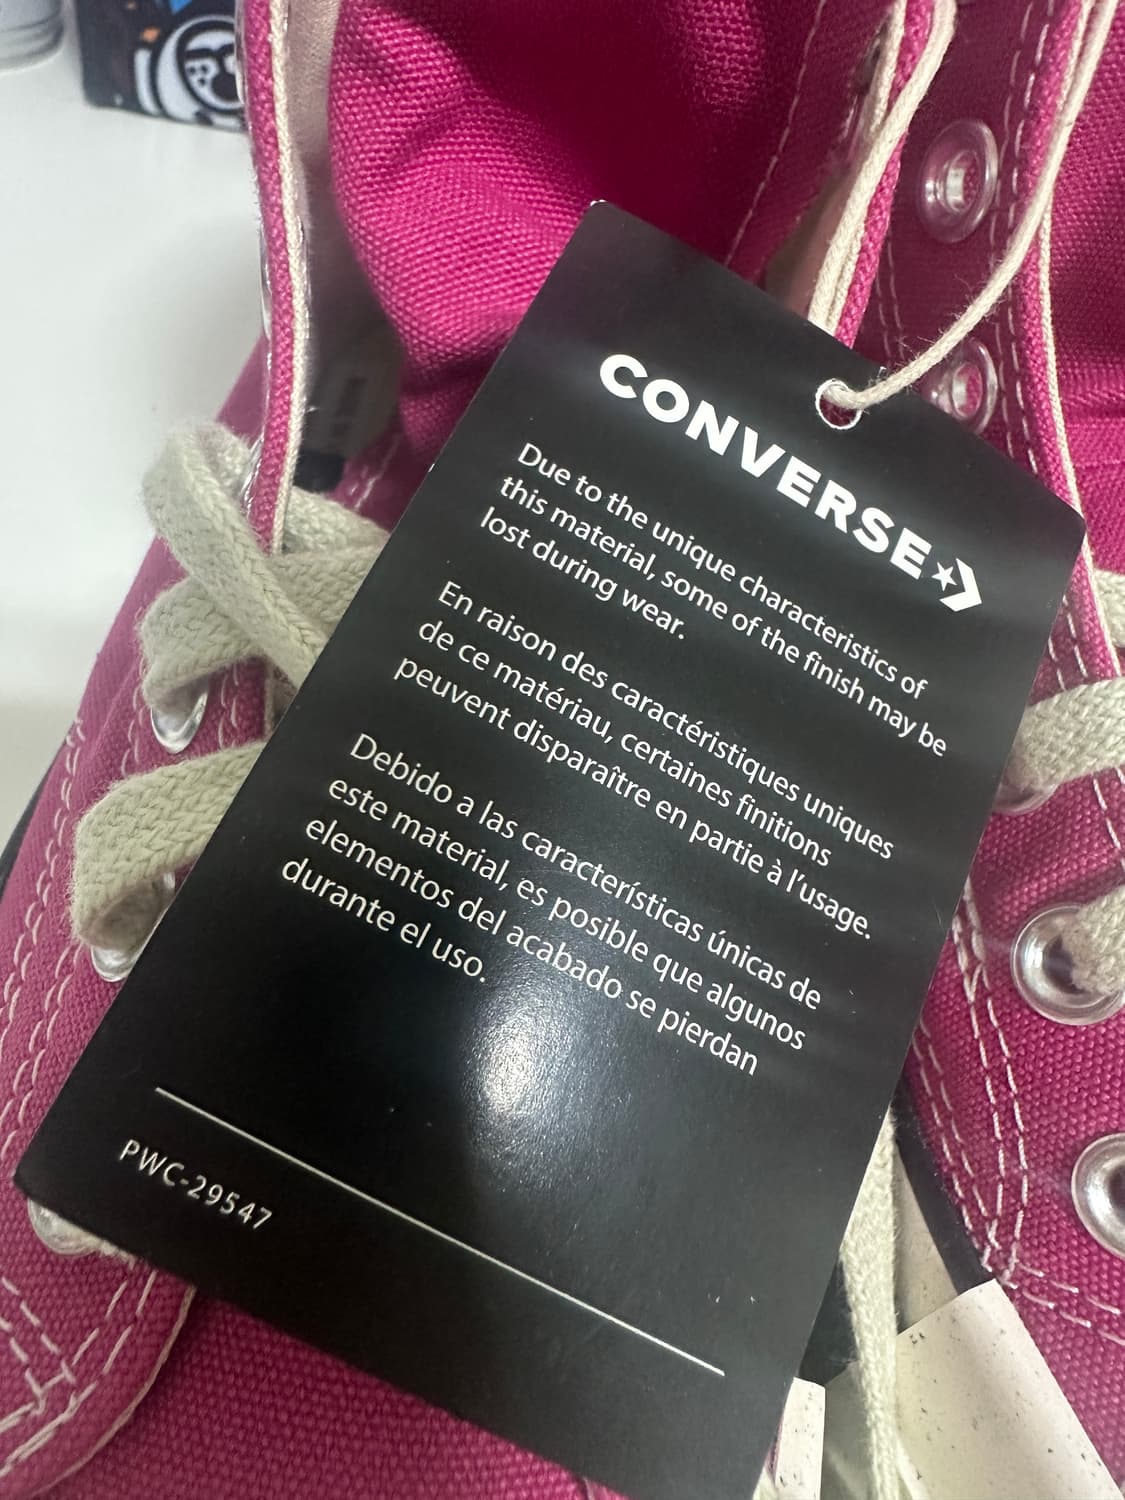 CONVERSE
Due to the unique characteristics of
this material, some of the finish may be
lost during wear.
En raison des caractéristiques uniques
de ce matériau, certaines finitions
peuvent disparaître en partie à l'usage.
Debido a las características únicas de
este material, es posible que algunos
elementos del acabado se pierdan
durante el uso.
PWC-29547